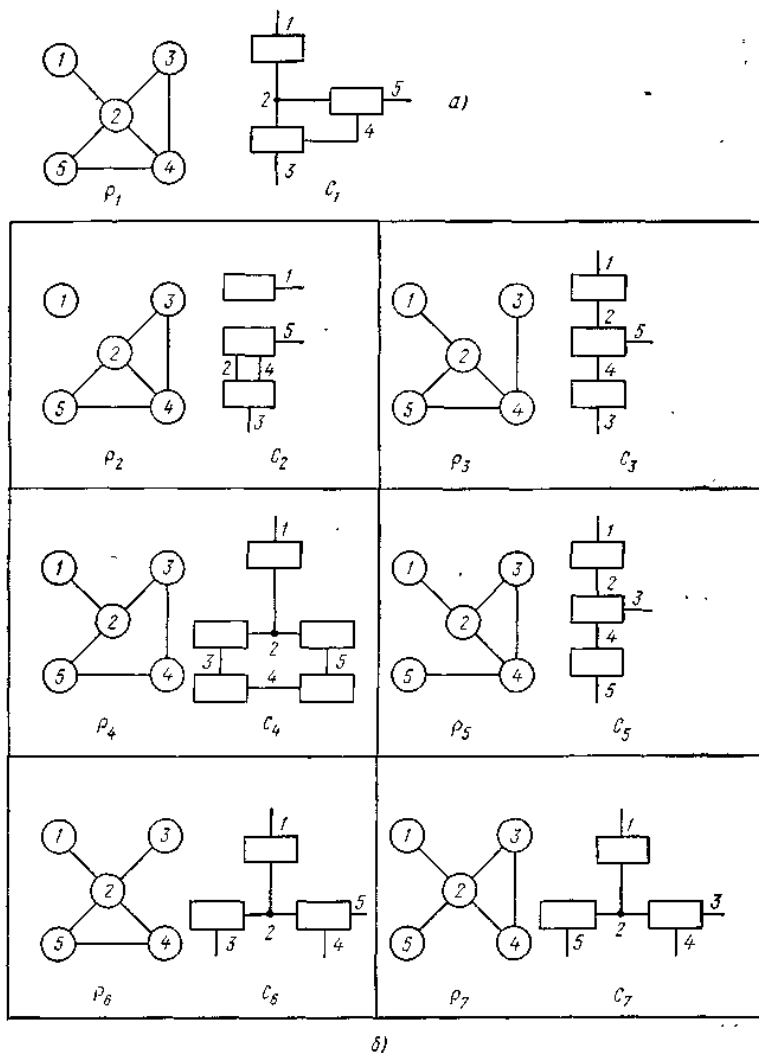 1 3 1
2 2 5 а)
5 4 4
3
P₁ C₁
1 3 1
2 5
2 4
5 4 3
P₂ C₂
1 3 1
2 2 5
4
5 4 3
P₃ C₃
1 3 1
2 2
3 5
5 4 4
P₄ C₄
1 3 1
2 2 3
4
5 4 5
P₅ C₅
1 3 1
2 5
5 4 3 2 4
P₆ C₆
1 3 1
2 3
5 4 5 2 4
P₇ C₇
б)